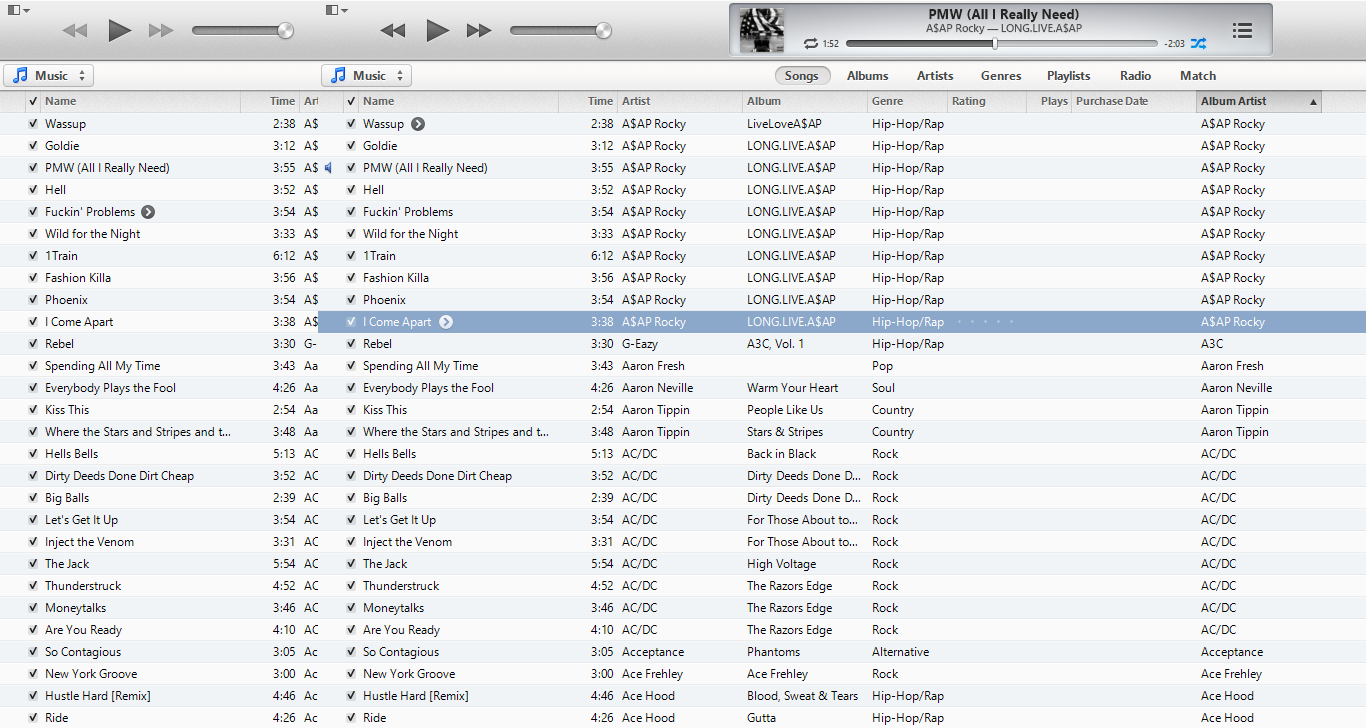 PMW (All I Really Need)
A$AP Rocky — LONG.LIVE.A$AP
1:52 -2:03
Music Music Songs Albums Artists Genres Playlists Radio Match
✓ Name Time Art ✓ Name Time Artist Album Genre Rating Plays Purchase Date Album Artist ▲
✓ Wassup 2:38 A$ ✓ Wassup 2:38 A$AP Rocky LiveLoveA$AP Hip-Hop/Rap A$AP Rocky
✓ Goldie 3:12 A$ ✓ Goldie 3:12 A$AP Rocky LONG.LIVE.A$AP Hip-Hop/Rap A$AP Rocky
✓ PMW (All I Really Need) 3:55 A$ ✓ PMW (All I Really Need) 3:55 A$AP Rocky LONG.LIVE.A$AP Hip-Hop/Rap A$AP Rocky
✓ Hell 3:52 A$ ✓ Hell 3:52 A$AP Rocky LONG.LIVE.A$AP Hip-Hop/Rap A$AP Rocky
✓ Fuckin' Problems 3:54 A$ ✓ Fuckin' Problems 3:54 A$AP Rocky LONG.LIVE.A$AP Hip-Hop/Rap A$AP Rocky
✓ Wild for the Night 3:33 A$ ✓ Wild for the Night 3:33 A$AP Rocky LONG.LIVE.A$AP Hip-Hop/Rap A$AP Rocky
✓ 1Train 6:12 A$ ✓ 1Train 6:12 A$AP Rocky LONG.LIVE.A$AP Hip-Hop/Rap A$AP Rocky
✓ Fashion Killa 3:56 A$ ✓ Fashion Killa 3:56 A$AP Rocky LONG.LIVE.A$AP Hip-Hop/Rap A$AP Rocky
✓ Phoenix 3:54 A$ ✓ Phoenix 3:54 A$AP Rocky LONG.LIVE.A$AP Hip-Hop/Rap A$AP Rocky
✓ I Come Apart 3:38 A$ ✓ I Come Apart 3:38 A$AP Rocky LONG.LIVE.A$AP Hip-Hop/Rap A$AP Rocky
✓ Rebel 3:30 G- ✓ Rebel 3:30 G-Eazy A3C, Vol. 1 Hip-Hop/Rap A3C
✓ Spending All My Time 3:43 Aa ✓ Spending All My Time 3:43 Aaron Fresh Pop Aaron Fresh
✓ Everybody Plays the Fool 4:26 Aa ✓ Everybody Plays the Fool 4:26 Aaron Neville Warm Your Heart Soul Aaron Neville
✓ Kiss This 2:54 Aa ✓ Kiss This 2:54 Aaron Tippin People Like Us Country Aaron Tippin
✓ Where the Stars and Stripes and t... 3:48 Aa ✓ Where the Stars and Stripes and t... 3:48 Aaron Tippin Stars & Stripes Country Aaron Tippin
✓ Hells Bells 5:13 AC ✓ Hells Bells 5:13 AC/DC Back in Black Rock AC/DC
✓ Dirty Deeds Done Dirt Cheap 3:52 AC ✓ Dirty Deeds Done Dirt Cheap 3:52 AC/DC Dirty Deeds Done D... Rock AC/DC
✓ Big Balls 2:39 AC ✓ Big Balls 2:39 AC/DC Dirty Deeds Done D... Rock AC/DC
✓ Let's Get It Up 3:54 AC ✓ Let's Get It Up 3:54 AC/DC For Those About to... Rock AC/DC
✓ Inject the Venom 3:31 AC ✓ Inject the Venom 3:31 AC/DC For Those About to... Rock AC/DC
✓ The Jack 5:54 AC ✓ The Jack 5:54 AC/DC High Voltage Rock AC/DC
✓ Thunderstruck 4:52 AC ✓ Thunderstruck 4:52 AC/DC The Razors Edge Rock AC/DC
✓ Moneytalks 3:46 AC ✓ Moneytalks 3:46 AC/DC The Razors Edge Rock AC/DC
✓ Are You Ready 4:10 AC ✓ Are You Ready 4:10 AC/DC The Razors Edge Rock AC/DC
✓ So Contagious 3:05 Ac ✓ So Contagious 3:05 Acceptance Phantoms Alternative Acceptance
✓ New York Groove 3:00 Ac ✓ New York Groove 3:00 Ace Frehley Ace Frehley Rock Ace Frehley
✓ Hustle Hard [Remix] 4:46 Ac ✓ Hustle Hard [Remix] 4:46 Ace Hood Blood, Sweat & Tears Hip-Hop/Rap Ace Hood
✓ Ride 4:26 Ac ✓ Ride 4:26 Ace Hood Gutta Hip-Hop/Rap Ace Hood